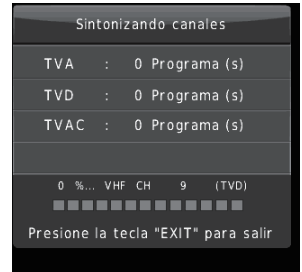 Sintonizando canales
TVA : 0 Programa (s)
TVD : 0 Programa (s)
TVAC : 0 Programa (s)
0 %... VHF CH 9 (TVD)
Presione la tecla "EXIT" para salir